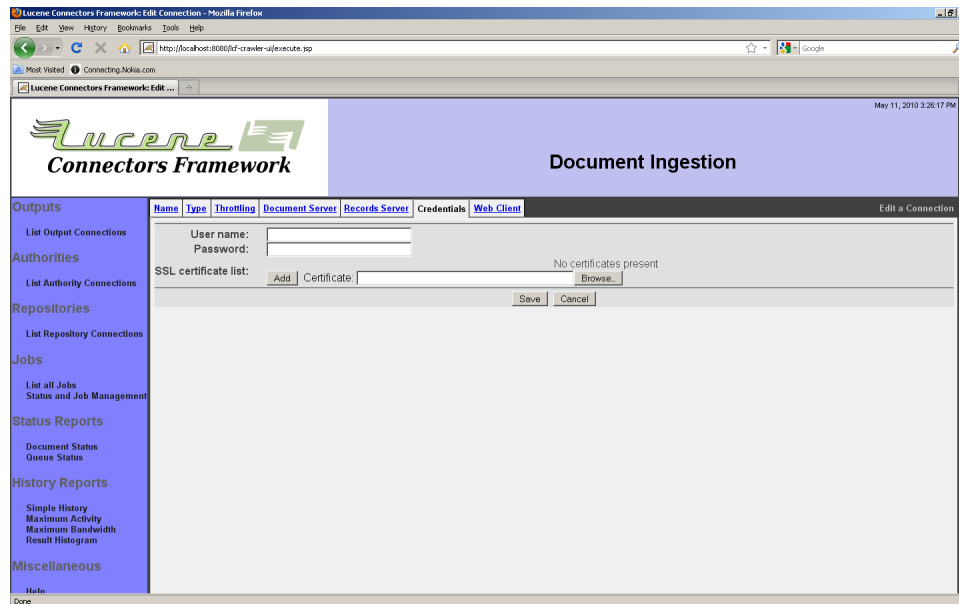 Lucene Connectors Framework: Edit Connection - Mozilla Firefox
File Edit View History Bookmarks Tools Help
http://localhost:8080/lcf-crawler-ui/execute.jsp
Google
Most Visited Connecting.Nokia.com
Lucene Connectors Framework: Edit ...
May 11, 2010 3:26:17 PM
Lucene
Connectors Framework
Document Ingestion
Name Type Throttling Document Server Records Server Credentials Web Client
Edit a Connection
Outputs
List Output Connections
Authorities
List Authority Connections
Repositories
List Repository Connections
Jobs
List all Jobs
Status and Job Management
Status Reports
Document Status
Queue Status
History Reports
Simple History
Maximum Activity
Maximum Bandwidth
Result Histogram
Miscellaneous
Help
User name:
Password:
SSL certificate list:
No certificates present
Add Certificate: Browse...
Save Cancel
Done